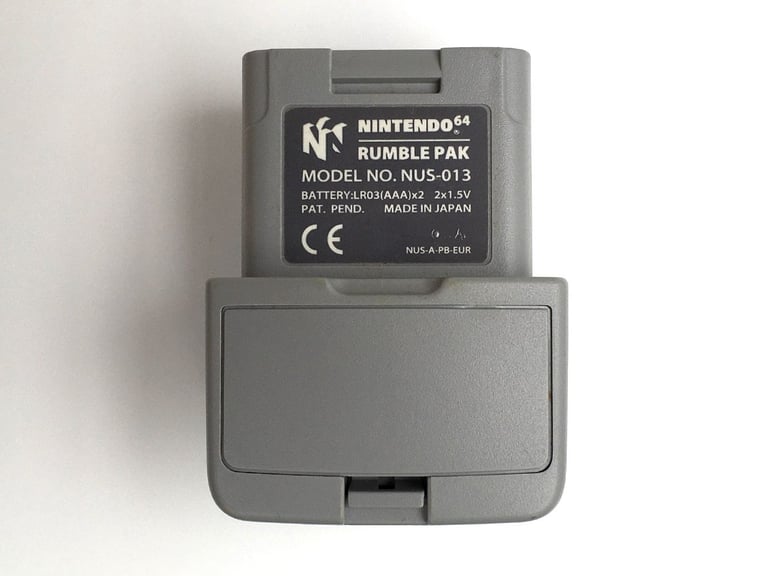 NINTENDO64®
RUMBLE PAK
MODEL NO. NUS-013
BATTERY:LR03(AAA)x2 2x1.5V
PAT. PEND. MADE IN JAPAN
CE
NUS-A-PB-EUR